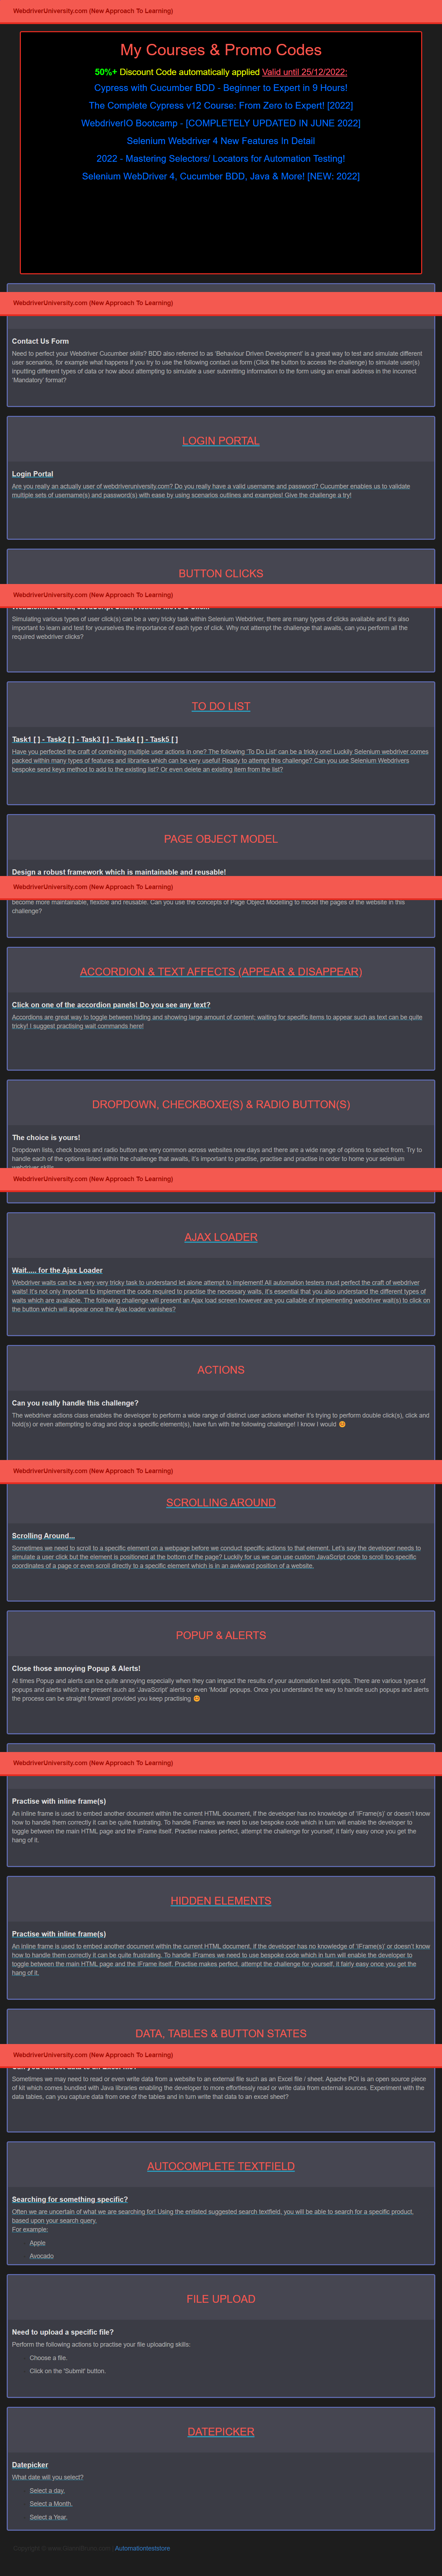 WebdriverUniversity.com (New Approach To Learning)
My Courses & Promo Codes
50%+ Discount Code automatically applied Valid until 25/12/2022:
Cypress with Cucumber BDD - Beginner to Expert in 9 Hours!
The Complete Cypress v12 Course: From Zero to Expert! [2022]
WebdriverIO Bootcamp - [COMPLETELY UPDATED IN JUNE 2022]
Selenium Webdriver 4 New Features In Detail
2022 - Mastering Selectors/ Locators for Automation Testing!
Selenium WebDriver 4, Cucumber BDD, Java & More! [NEW: 2022]
WebdriverUniversity.com (New Approach To Learning)
Contact Us Form
Need to perfect your Webdriver Cucumber skills? BDD also referred to as 'Behaviour Driven Development' is a great way to test and simulate different
user scenarios, for example what happens if you try to use the following contact us form (Click the button to access the challenge) to simulate user(s)
inputting different types of data or how about attempting to simulate a user submitting information to the form using an email address in the incorrect
'Mandatory' format?
LOGIN PORTAL
Login Portal
Are you really an actually user of webdriveruniversity.com? Do you really have a valid username and password? Cucumber enables us to validate
multiple sets of username(s) and password(s) with ease by using scenarios outlines and examples! Give the challenge a try!
BUTTON CLICKS
WebdriverUniversity.com (New Approach To Learning)
Simulating various types of user click(s) can be a very tricky task within Selenium Webdriver, there are many types of clicks available and it's also
important to learn and test for yourselves the importance of each type of click. Why not attempt the challenge that awaits, can you perform all the
required webdriver clicks?
TO DO LIST
Task1 [ ] - Task2 [ ] - Task3 [ ] - Task4 [ ] - Task5 [ ]
Have you perfected the craft of combining multiple user actions in one? The following 'To Do List' can be a tricky one! Luckily Selenium webdriver comes
packed within many types of features and libraries which can be very useful! Ready to attempt this challenge? Can you use Selenium Webdrivers
bespoke send keys method to add to the existing list? Or even delete an existing item from the list?
PAGE OBJECT MODEL
Design a robust framework which is maintainable and reusable!
WebdriverUniversity.com (New Approach To Learning)
become more maintainable, flexible and reusable. Can you use the concepts of Page Object Modelling to model the pages of the website in this
challenge?
ACCORDION & TEXT AFFECTS (APPEAR & DISAPPEAR)
Click on one of the accordion panels! Do you see any text?
Accordions are great way to toggle between hiding and showing large amount of content; waiting for specific items to appear such as text can be quite
tricky! I suggest practising wait commands here!
DROPDOWN, CHECKBOXE(S) & RADIO BUTTON(S)
The choice is yours!
Dropdown lists, check boxes and radio button are very common across websites now days and there are a wide range of options to select from. Try to
handle each of the options listed within the challenge that awaits, it's important to practise, practise and practise in order to home your selenium
webdriver skills.
WebdriverUniversity.com (New Approach To Learning)
AJAX LOADER
Wait..... for the Ajax Loader
Webdriver waits can be a very very tricky task to understand let alone attempt to implement! All automation testers must perfect the craft of webdriver
waits! It's not only important to implement the code required to practise the necessary waits, it's essential that you also understand the different types of
waits which are available. The following challenge will present an Ajax load screen however are you callable of implementing webdriver wait(s) to click on
the button which will appear once the Ajax loader vanishes?
ACTIONS
Can you really handle this challenge?
The webdriver actions class enables the developer to perform a wide range of distinct user actions whether it's trying to perform double click(s), click and
hold(s) or even attempting to drag and drop a specific element(s), have fun with the following challenge! I know I would 😊
WebdriverUniversity.com (New Approach To Learning)
SCROLLING AROUND
Scrolling Around...
Sometimes we need to scroll to a specific element on a webpage before we conduct specific actions to that element. Let's say the developer needs to
simulate a user click but the element is positioned at the bottom of the page? Luckily for us we can use custom JavaScript code to scroll too specific
coordinates of a page or even scroll directly to a specific element which is in an awkward position of a website.
POPUP & ALERTS
Close those annoying Popup & Alerts!
At times Popup and alerts can be quite annoying especially when they can impact the results of your automation test scripts. There are various types of
popups and alerts which are present such as 'JavaScript' alerts or even 'Modal' popups. Once you understand the way to handle such popups and alerts
the process can be straight forward! provided you keep practising 😊
WebdriverUniversity.com (New Approach To Learning)
Practise with inline frame(s)
An inline frame is used to embed another document within the current HTML document, if the developer has no knowledge of 'IFrame(s)' or doesn't know
how to handle them correctly it can be quite frustrating. To handle IFrames we need to use bespoke code which in turn will enable the developer to
toggle between the main HTML page and the IFrame itself. Practise makes perfect, attempt the challenge for yourself, it fairly easy once you get the
hang of it.
HIDDEN ELEMENTS
Practise with inline frame(s)
An inline frame is used to embed another document within the current HTML document, if the developer has no knowledge of 'IFrame(s)' or doesn't know
how to handle them correctly it can be quite frustrating. To handle IFrames we need to use bespoke code which in turn will enable the developer to
toggle between the main HTML page and the IFrame itself. Practise makes perfect, attempt the challenge for yourself, it fairly easy once you get the
hang of it.
DATA, TABLES & BUTTON STATES
WebdriverUniversity.com (New Approach To Learning)
Sometimes we may need to read or even write data from a website to an external file such as an Excel file / sheet. Apache POI is an open source piece
of kit which comes bundled with Java libraries enabling the developer to more effortlessly read or write data from external sources. Experiment with the
data tables, can you capture data from one of the tables and in turn write that data to an excel sheet?
AUTOCOMPLETE TEXTFIELD
Searching for something specific?
Often we are uncertain of what we are searching for! Using the enlisted suggested search textfield, you will be able to search for a specific product,
based upon your search query.
For example:
Apple
Avocado
FILE UPLOAD
Need to upload a specific file?
Perform the following actions to practise your file uploading skills:
Choose a file.
Click on the 'Submit' button.
DATEPICKER
Datepicker
What date will you select?
Select a day.
Select a Month.
Select a Year.
Automationteststore